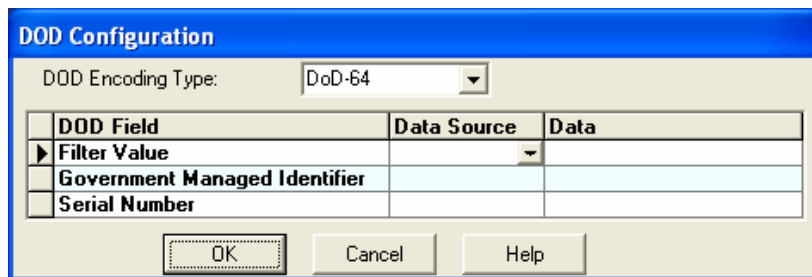 DOD Configuration
DOD Encoding Type: DoD-64
DOD Field Data Source Data
Filter Value
Government Managed Identifier
Serial Number
OK Cancel Help